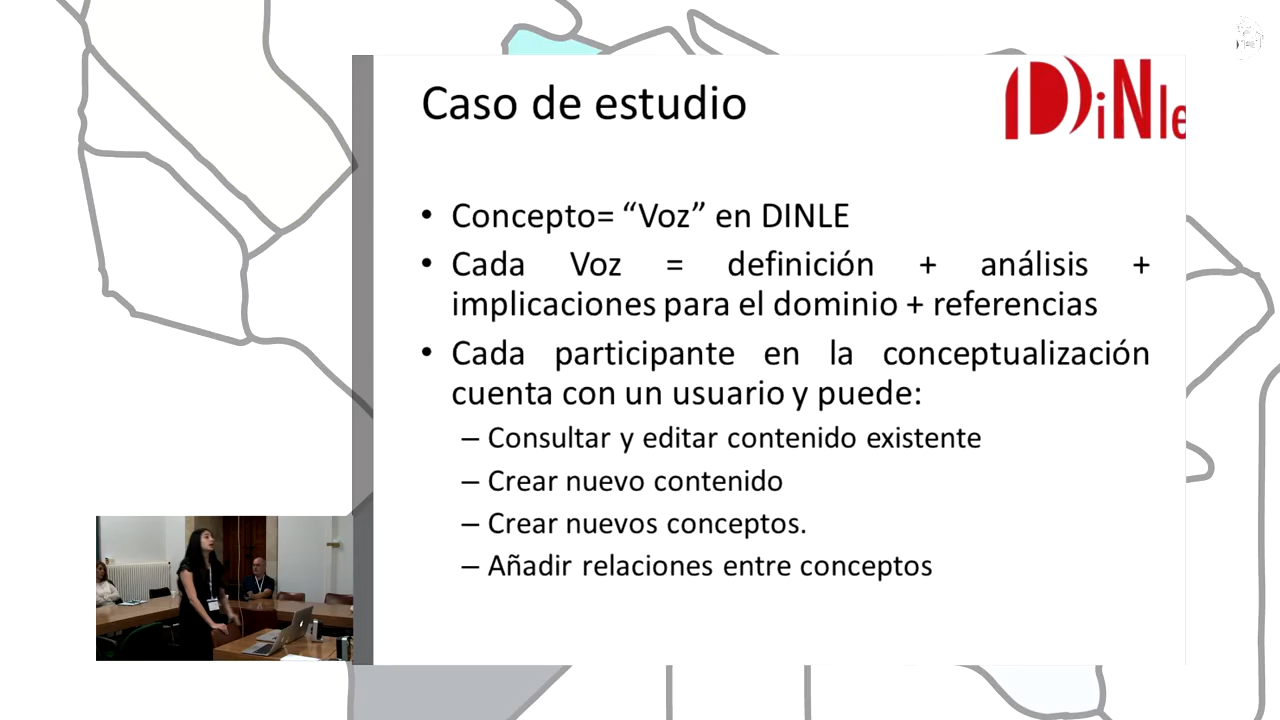 DiNle
Caso de estudio
• Concepto= “Voz” en DINLE
• Cada Voz = definición + análisis +
implicaciones para el dominio + referencias
• Cada participante en la conceptualización
cuenta con un usuario y puede:
– Consultar y editar contenido existente
– Crear nuevo contenido
– Crear nuevos conceptos.
– Añadir relaciones entre conceptos